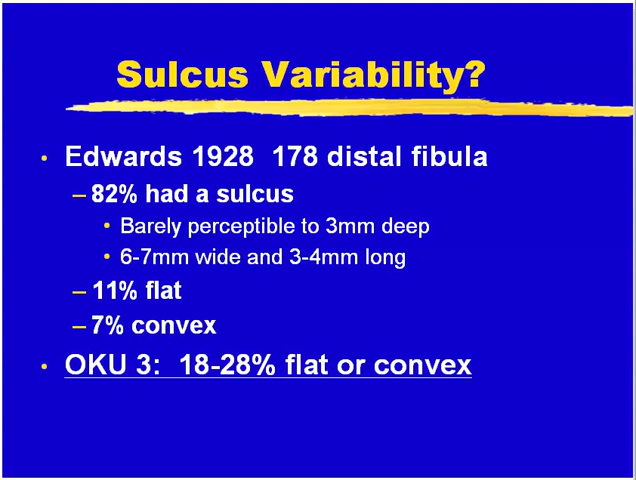 Sulcus Variability?
• Edwards 1928  178 distal fibula
– 82% had a sulcus
• Barely perceptible to 3mm deep
• 6-7mm wide and 3-4mm long
– 11% flat
– 7% convex
• OKU 3:  18-28% flat or convex